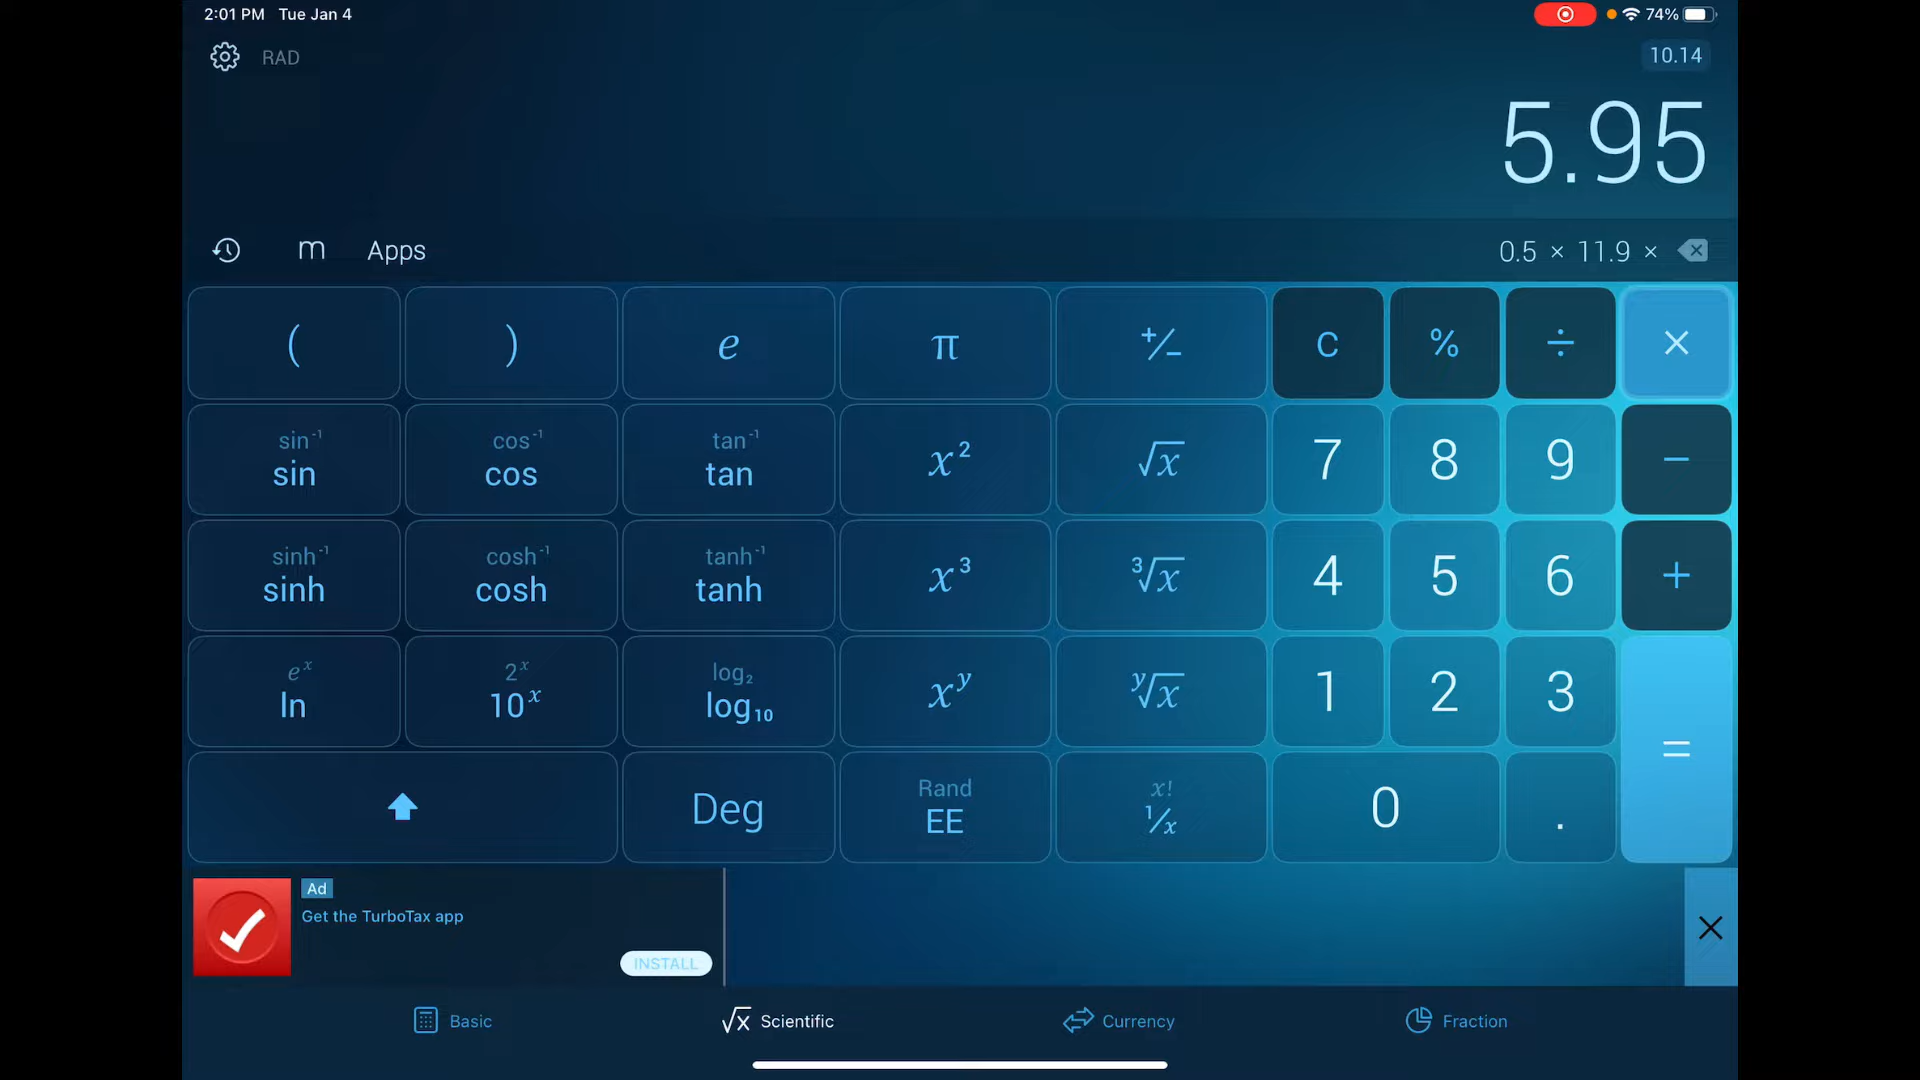 2:01 PM Tue Jan 4
74%
RAD
10.14
5.95
m Apps
0.5 × 11.9 ×
( ) e π +/− C % ÷ ×
sin⁻¹ cos⁻¹ tan⁻¹
sin cos tan x² √x 7 8 9 −
sinh⁻¹ cosh⁻¹ tanh⁻¹
sinh cosh tanh x³ ³√x 4 5 6 +
eˣ 2ˣ log₂
ln 10ˣ log₁₀ xʸ ʸ√x 1 2 3 =
Rand x!
Deg EE 1/x 0 .
Ad
Get the TurboTax app
INSTALL
Basic √x Scientific Currency Fraction